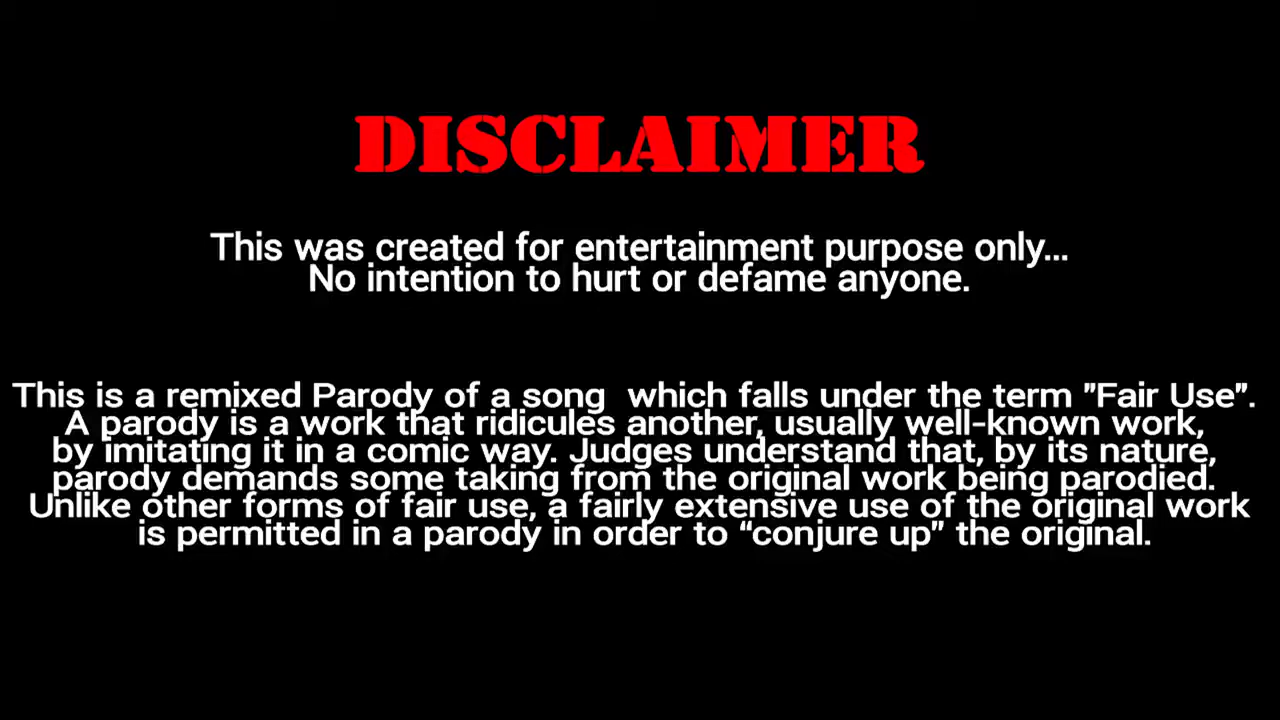 DISCLAIMER
This was created for entertainment purpose only...
No intention to hurt or defame anyone.
This is a remixed Parody of a song  which falls under the term "Fair Use".
A parody is a work that ridicules another, usually well-known work,
by imitating it in a comic way. Judges understand that, by its nature,
parody demands some taking from the original work being parodied.
Unlike other forms of fair use, a fairly extensive use of the original work
is permitted in a parody in order to “conjure up” the original.